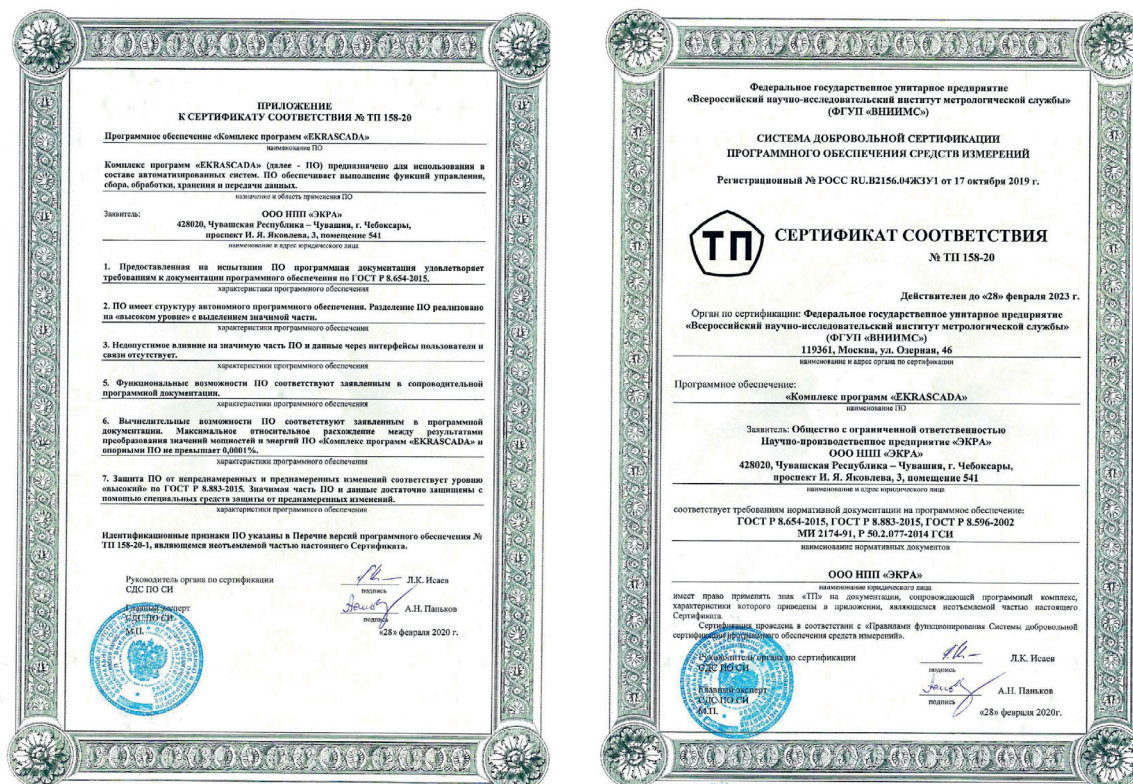 ПРИЛОЖЕНИЕ
К СЕРТИФИКАТУ СООТВЕТСТВИЯ № ТП 158-20
Программное обеспечение «Комплекс программ «EKRASCADA»
наименование ПО
Комплекс программ «EKRASCADA» (далее - ПО) предназначено для использования в
составе автоматизированных систем. ПО обеспечивает выполнение функций управления,
сбора, обработки, хранения и передачи данных.
назначение и область применения ПО
Заявитель: ООО НПП «ЭКРА»
428020, Чувашская Республика – Чувашия, г. Чебоксары,
проспект И. Я. Яковлева, 3, помещение 541
наименование и адрес юридического лица
1. Предоставленная на испытания ПО программная документация удовлетворяет
требованиям к документации программного обеспечения по ГОСТ Р 8.654-2015.
характеристики программного обеспечения
2. ПО имеет структуру автономного программного обеспечения. Разделение ПО реализовано
на «высоком уровне» с выделением значимой части.
характеристики программного обеспечения
3. Недопустимое влияние на значимую часть ПО и данные через интерфейсы пользователя и
связи отсутствует.
характеристики программного обеспечения
5. Функциональные возможности ПО соответствуют заявленным в сопроводительной
программной документации.
характеристики программного обеспечения
6. Вычислительные возможности ПО соответствуют заявленным в программной
документации. Максимальное относительное расхождение между результатами
преобразования значений мощностей и энергий ПО «Комплекс программ «EKRASCADA» и
опорными ПО не превышает 0,0001%.
характеристики программного обеспечения
7. Защита ПО от непреднамеренных и преднамеренных изменений соответствует уровню
«высокий» по ГОСТ Р 8.883-2015. Значимая часть ПО и данные достаточно защищены с
помощью специальных средств защиты от преднамеренных изменений.
характеристики программного обеспечения
Идентификационные признаки ПО указаны в Перечне версий программного обеспечения №
ТП 158-20-1, являющемся неотъемлемой частью настоящего Сертификата.
Руководитель органа по сертификации
СДС ПО СИ
подпись
Л.К. Исаев
Главный эксперт
СДС ПО СИ
подпись
А.Н. Паньков
М.П.
«28» февраля 2020 г.
Федеральное государственное унитарное предприятие
«Всероссийский научно-исследовательский институт метрологической службы»
(ФГУП «ВНИИМС»)
СИСТЕМА ДОБРОВОЛЬНОЙ СЕРТИФИКАЦИИ
ПРОГРАММНОГО ОБЕСПЕЧЕНИЯ СРЕДСТВ ИЗМЕРЕНИЙ
Регистрационный № РОСС RU.В2156.04ЖЗУ1 от 17 октября 2019 г.
ТП
СЕРТИФИКАТ СООТВЕТСТВИЯ
№ ТП 158-20
Действителен до «28» февраля 2023 г.
Орган по сертификации: Федеральное государственное унитарное предприятие
«Всероссийский научно-исследовательский институт метрологической службы»
(ФГУП «ВНИИМС»)
119361, Москва, ул. Озерная, 46
наименование и адрес органа по сертификации
Программное обеспечение:
«Комплекс программ «EKRASCADA»
наименование ПО
Заявитель: Общество с ограниченной ответственностью
Научно-производственное предприятие «ЭКРА»
ООО НПП «ЭКРА»
428020, Чувашская Республика – Чувашия, г. Чебоксары,
проспект И. Я. Яковлева, 3, помещение 541
наименование и адрес юридического лица
соответствует требованиям нормативной документации на программное обеспечение:
ГОСТ Р 8.654-2015, ГОСТ Р 8.883-2015, ГОСТ Р 8.596-2002
МИ 2174-91, Р 50.2.077-2014 ГСИ
наименование нормативных документов
ООО НПП «ЭКРА»
наименование юридического лица
имеет право применять знак «ТП» на документации, сопровождающей программный комплекс,
характеристики которого приведены в приложении, являющемся неотъемлемой частью настоящего
Сертификата.
Сертификация проведена в соответствии с «Правилами функционирования Системы добровольной
сертификации программного обеспечения средств измерений».
Руководитель органа по сертификации
СДС ПО СИ
подпись
Л.К. Исаев
Главный эксперт
СДС ПО СИ
подпись
А.Н. Паньков
М.П.
«28» февраля 2020г.